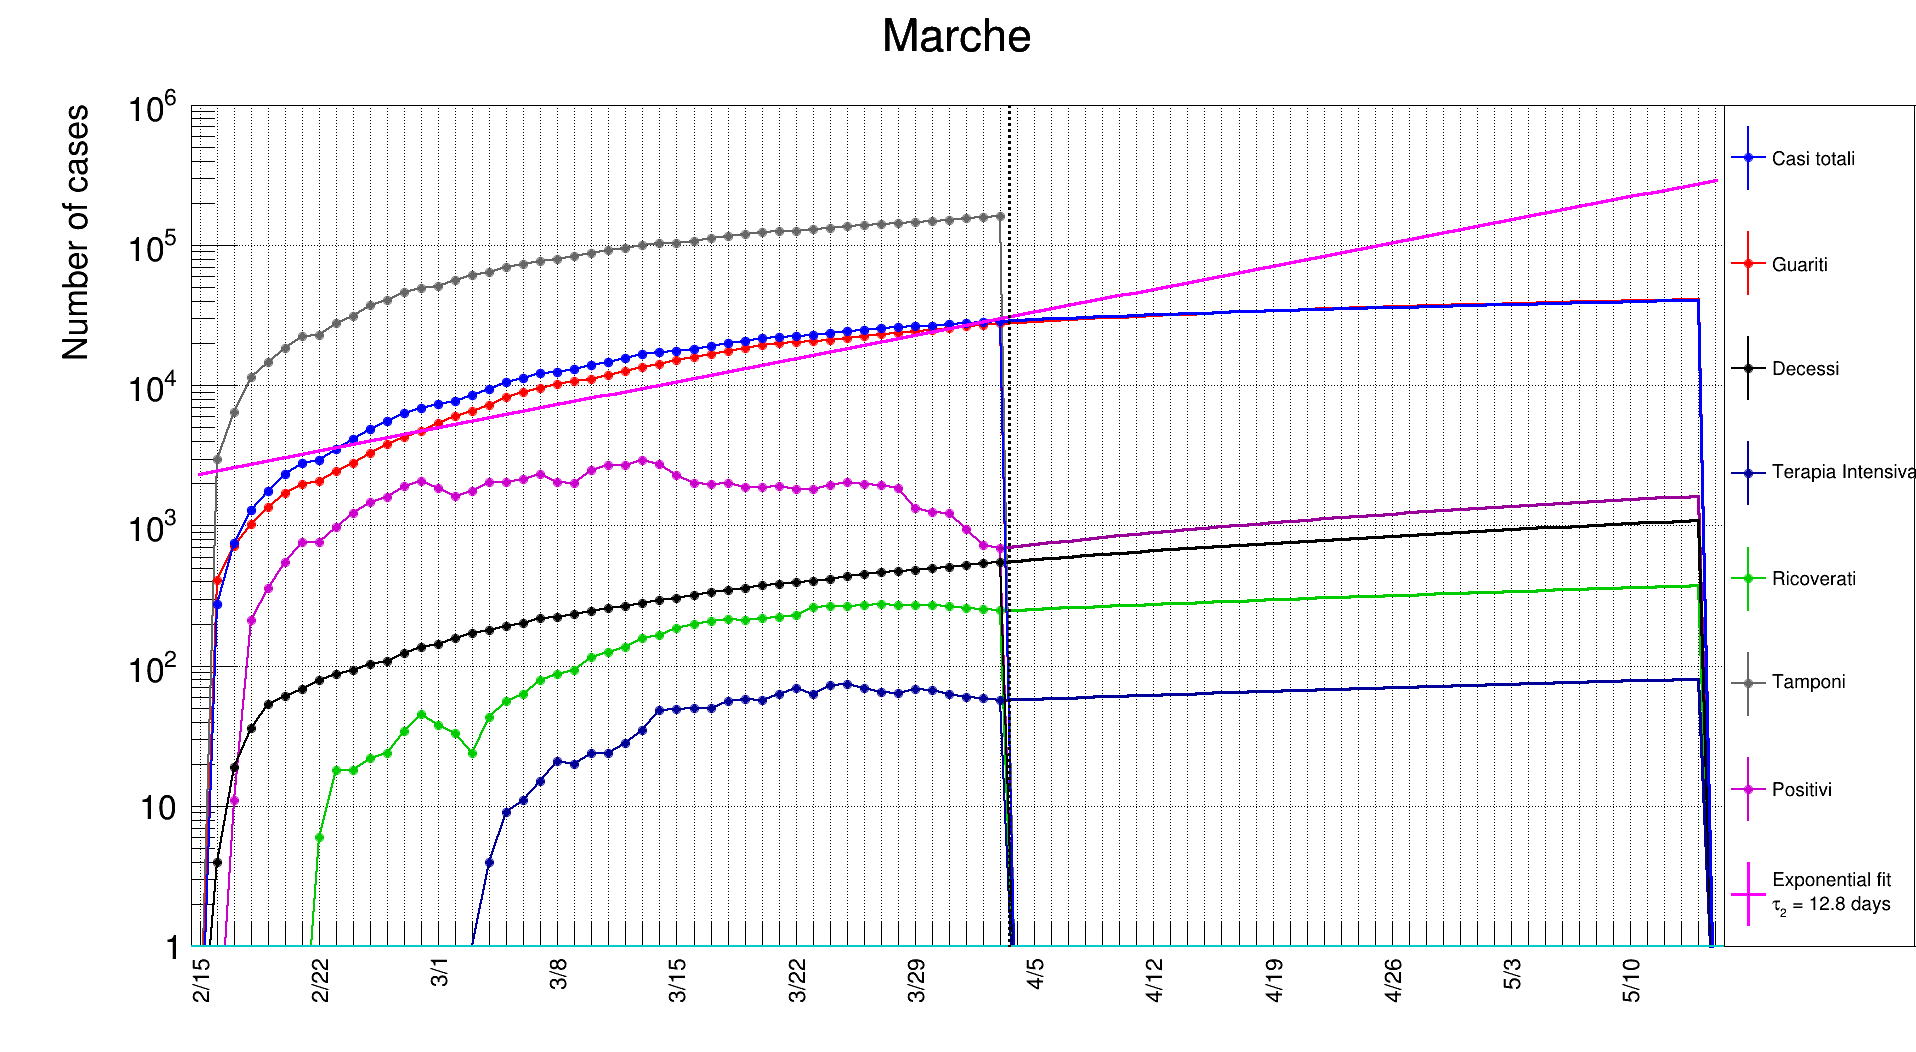 Marche
Number of cases
10^6
10^5
10^4
10^3
10^2
10
1
2/15
2/22
3/1
3/8
3/15
3/22
3/29
4/5
4/12
4/19
4/26
5/3
5/10
Casi totali
Guariti
Decessi
Terapia Intensiva
Ricoverati
Tamponi
Positivi
Exponential fit
τ₂ = 12.8 days